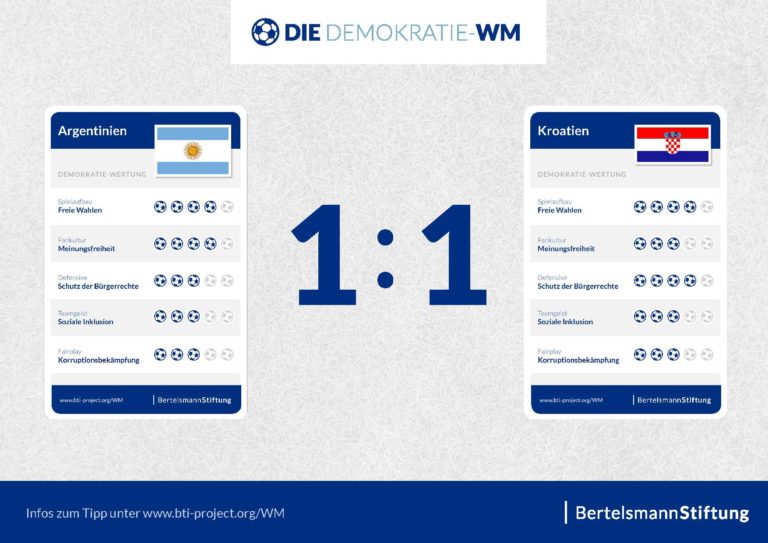 DIE DEMOKRATIE-WM
Argentinien
DEMOKRATIE-WERTUNG
Spielaufbau
Freie Wahlen
Fankultur
Meinungsfreiheit
Defensive
Schutz der Bürgerrechte
Teamgeist
Soziale Inklusion
Fairplay
Korruptionsbekämpfung
www.bti-project.org/WM
BertelsmannStiftung
1:1
Kroatien
DEMOKRATIE-WERTUNG
Spielaufbau
Freie Wahlen
Fankultur
Meinungsfreiheit
Defensive
Schutz der Bürgerrechte
Teamgeist
Soziale Inklusion
Fairplay
Korruptionsbekämpfung
www.bti-project.org/WM
BertelsmannStiftung
Infos zum Tipp unter www.bti-project.org/WM
BertelsmannStiftung